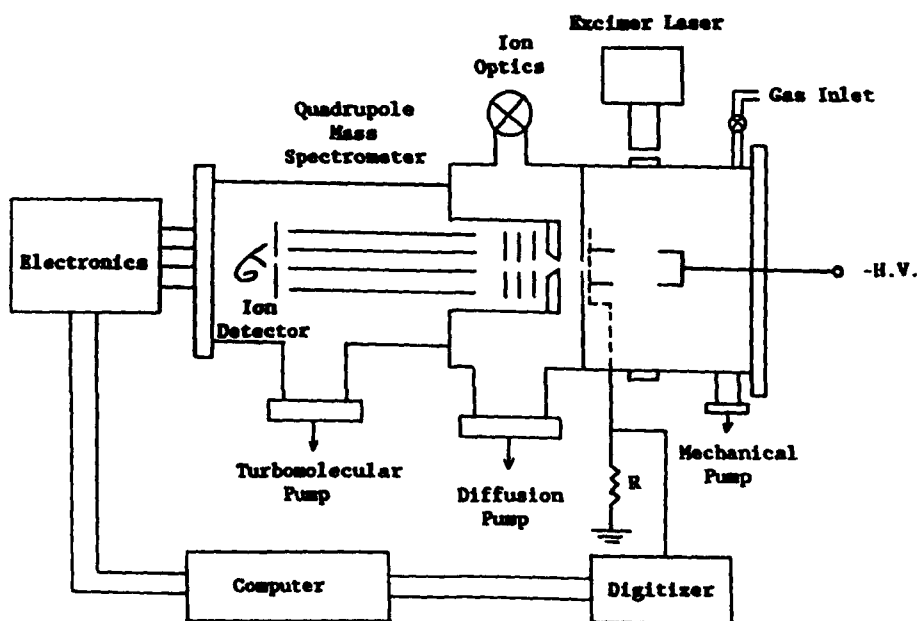 Excimer Laser
Ion
Optics
Gas Inlet
Quadrupole
Mass
Spectrometer
Electronics
-H.V.
Ion
Detector
Mechanical
Pump
Turbomolecular
Pump
R
Diffusion
Pump
Computer
Digitizer